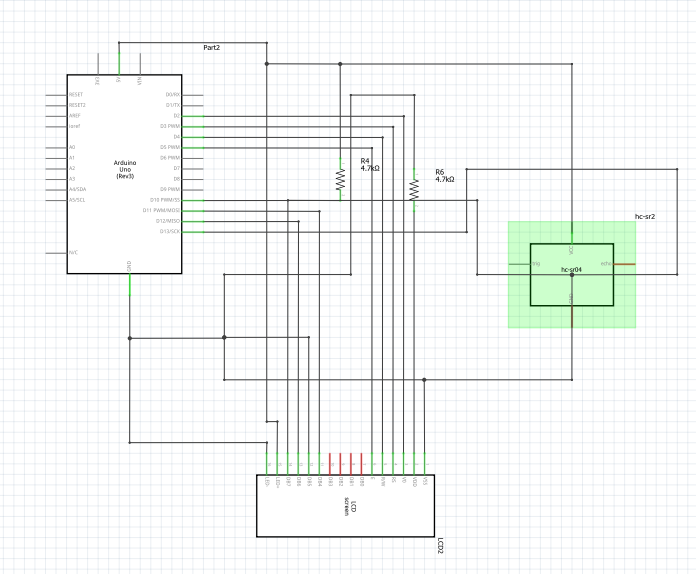 Part2
3V3
5V
VIN
RESET
RESET2
AREF
ioref
A0
A1
A2
A3
A4/SDA
A5/SCL
N/C
D0/RX
D1/TX
D2
D3 PWM
D4
D5 PWM
D6 PWM
D7
D8
D9 PWM
D10 PWM/SS
D11 PWM/MOSI
D12/MISO
D13/SCK
Arduino
Uno
(Rev3)
GND
R4
4.7kΩ
R6
4.7kΩ
hc-sr2
VCC
trig
echo
hc-sr04
LED-
LED+
DB7
DB6
DB5
DB4
DB3
DB2
DB1
DB0
E
R/W
RS
V0
VDD
VSS
LCD
screen
LCD2